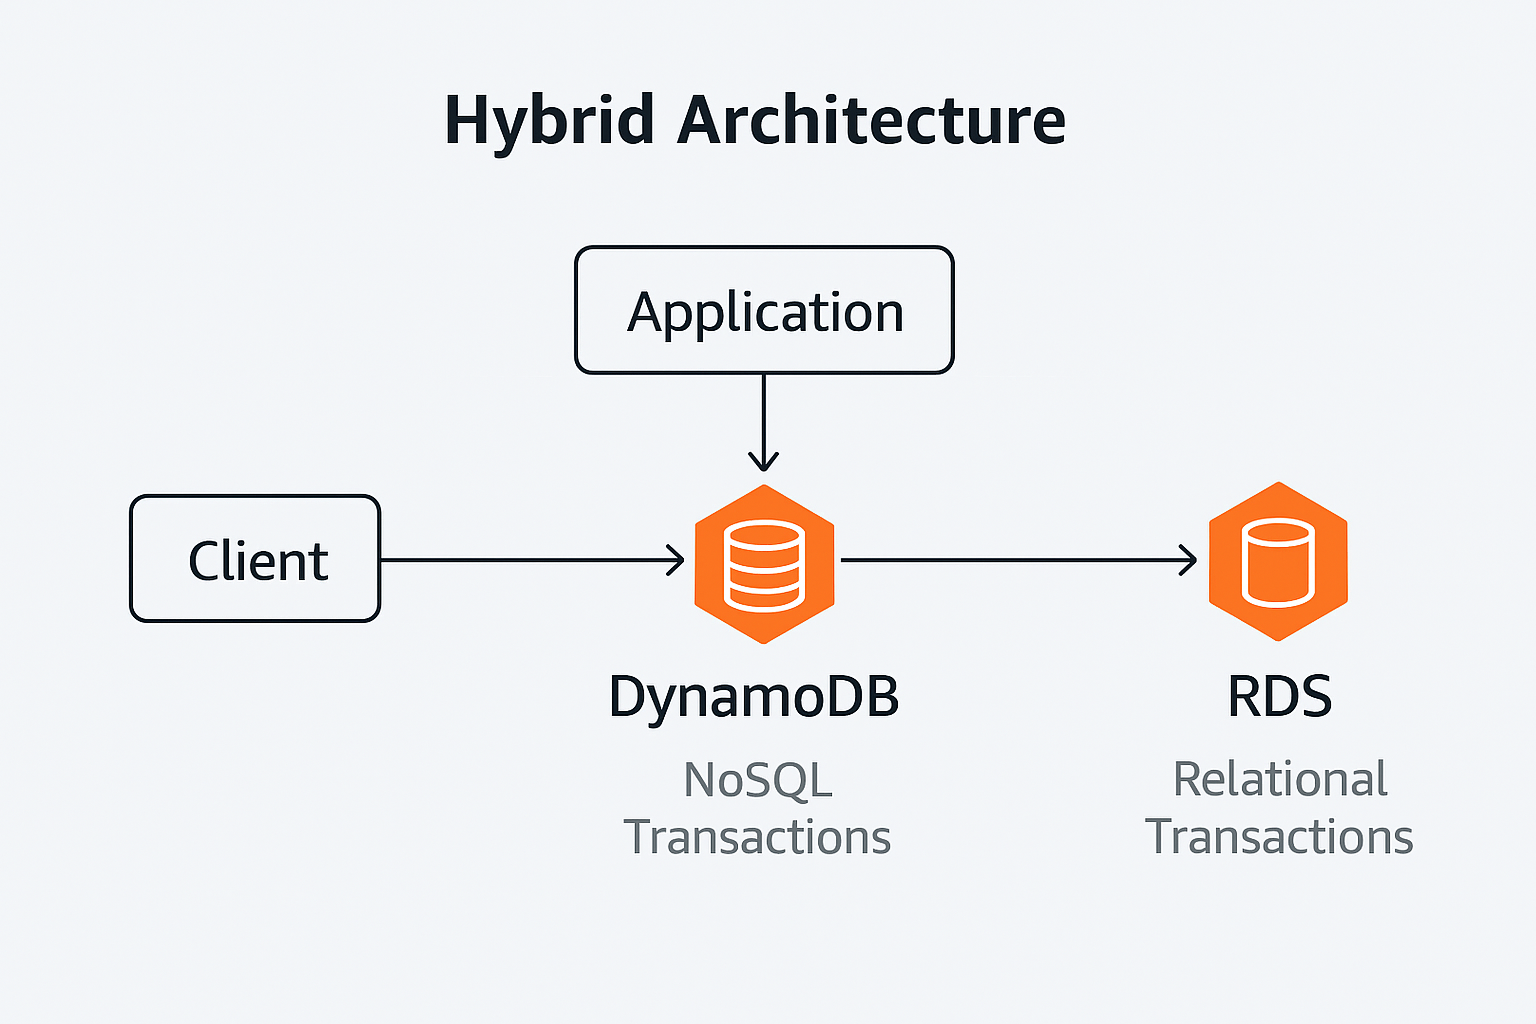 Hybrid Architecture
Application
Client
DynamoDB
NoSQL
Transactions
RDS
Relational
Transactions